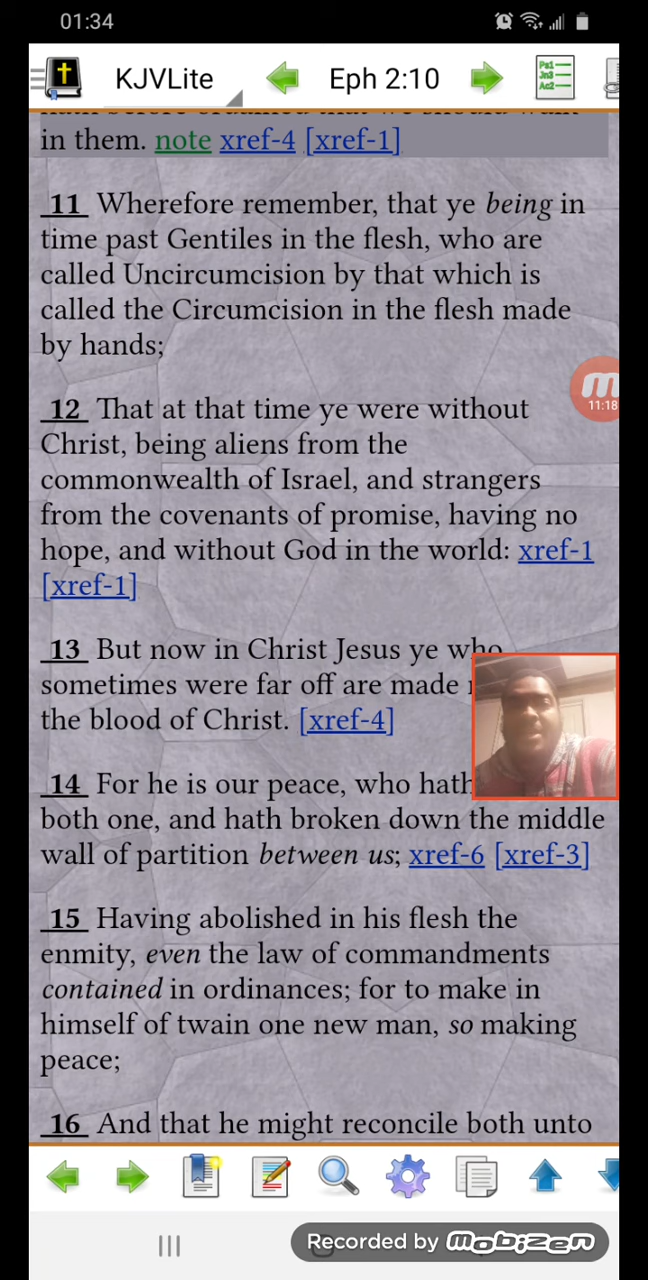 01:34
KJVLite
Eph 2:10
Ps1
Jn3
Ac2
in them. note xref-4 [xref-1]
11 Wherefore remember, that ye being in
time past Gentiles in the flesh, who are
called Uncircumcision by that which is
called the Circumcision in the flesh made
by hands;
11:18
12 That at that time ye were without
Christ, being aliens from the
commonwealth of Israel, and strangers
from the covenants of promise, having no
hope, and without God in the world: xref-1
[xref-1]
13 But now in Christ Jesus ye who
sometimes were far off are made
the blood of Christ. [xref-4]
14 For he is our peace, who hath
both one, and hath broken down the middle
wall of partition between us; xref-6 [xref-3]
15 Having abolished in his flesh the
enmity, even the law of commandments
contained in ordinances; for to make in
himself of twain one new man, so making
peace;
16 And that he might reconcile both unto
Recorded by mobizen